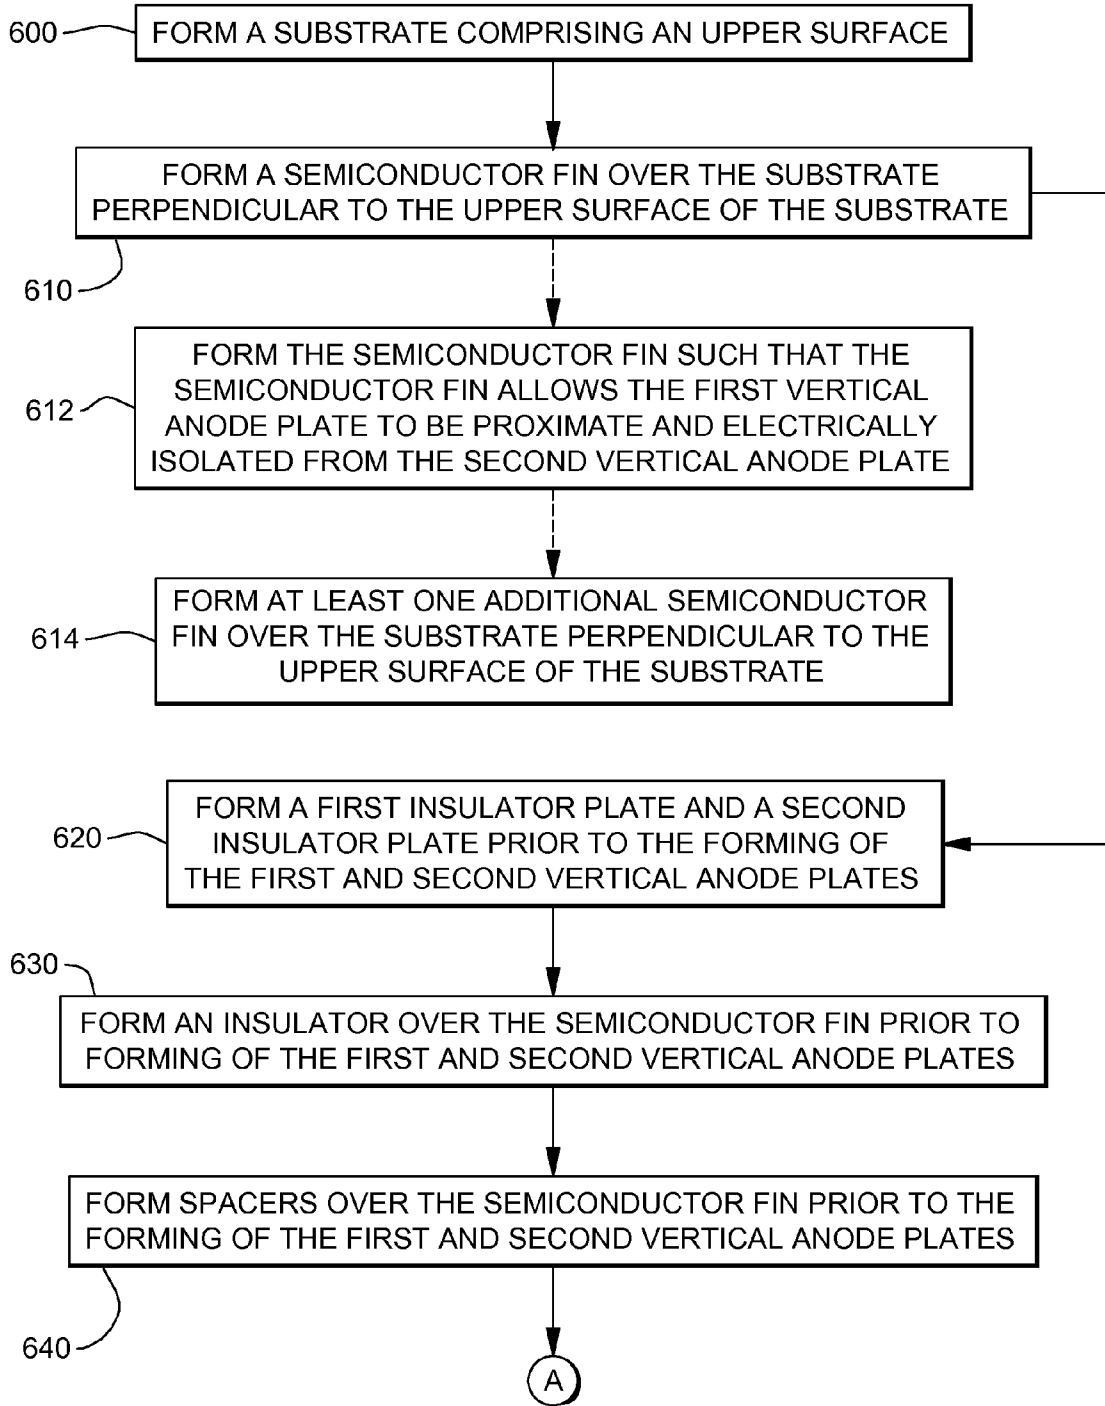 600
FORM A SUBSTRATE COMPRISING AN UPPER SURFACE
FORM A SEMICONDUCTOR FIN OVER THE SUBSTRATE
PERPENDICULAR TO THE UPPER SURFACE OF THE SUBSTRATE
610
FORM THE SEMICONDUCTOR FIN SUCH THAT THE
SEMICONDUCTOR FIN ALLOWS THE FIRST VERTICAL
ANODE PLATE TO BE PROXIMATE AND ELECTRICALLY
ISOLATED FROM THE SECOND VERTICAL ANODE PLATE
612
FORM AT LEAST ONE ADDITIONAL SEMICONDUCTOR
FIN OVER THE SUBSTRATE PERPENDICULAR TO THE
UPPER SURFACE OF THE SUBSTRATE
614
FORM A FIRST INSULATOR PLATE AND A SECOND
INSULATOR PLATE PRIOR TO THE FORMING OF
THE FIRST AND SECOND VERTICAL ANODE PLATES
620
630
FORM AN INSULATOR OVER THE SEMICONDUCTOR FIN PRIOR TO
FORMING OF THE FIRST AND SECOND VERTICAL ANODE PLATES
FORM SPACERS OVER THE SEMICONDUCTOR FIN PRIOR TO THE
FORMING OF THE FIRST AND SECOND VERTICAL ANODE PLATES
640
A